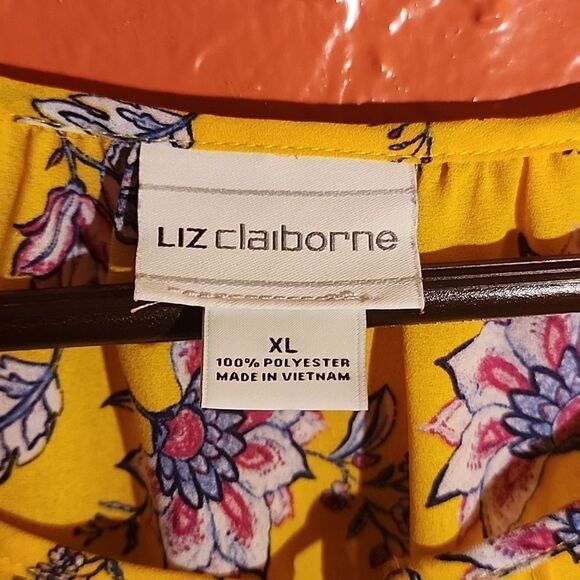 LIZ claiborne
XL
100% POLYESTER
MADE IN VIETNAM